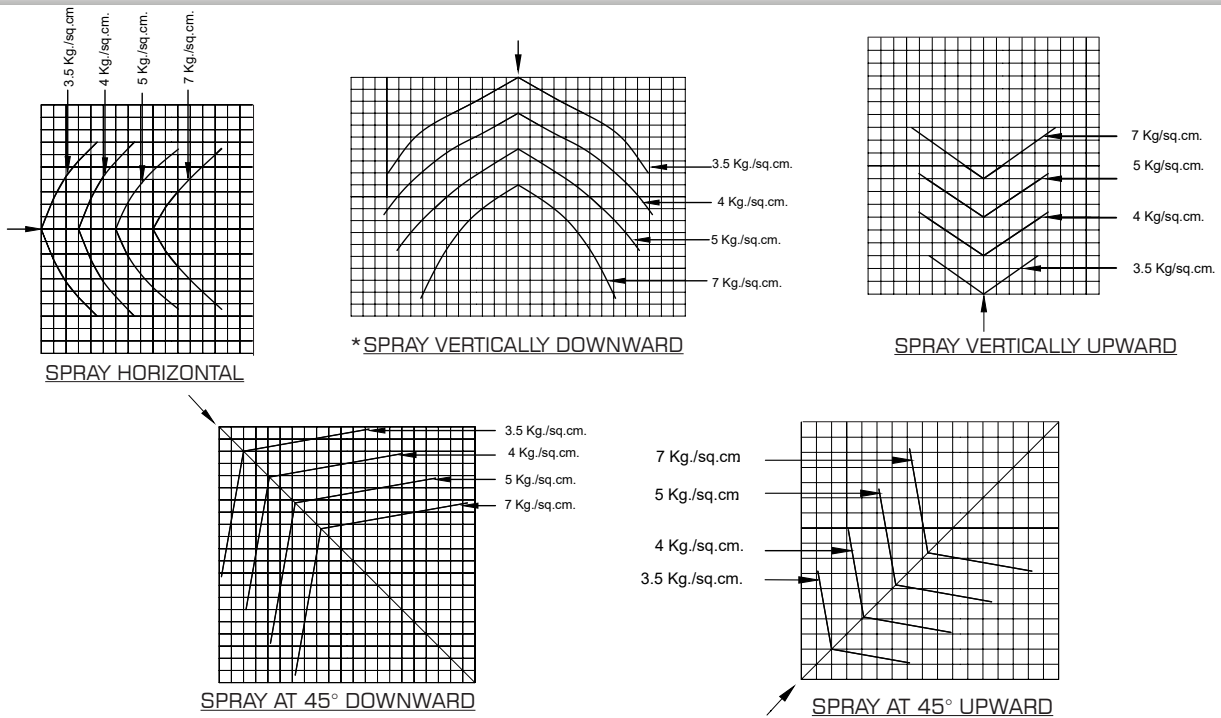 3.5 Kg./sq.cm
4 Kg./sq.cm.
5 Kg./sq.cm.
7 Kg./sq.cm.
SPRAY HORIZONTAL
3.5 Kg./sq.cm.
4 Kg./sq.cm.
5 Kg./sq.cm.
7 Kg./sq.cm.
*SPRAY VERTICALLY DOWNWARD
7 Kg/sq.cm.
5 Kg/sq.cm.
4 Kg/sq.cm.
3.5 Kg/sq.cm.
SPRAY VERTICALLY UPWARD
3.5 Kg./sq.cm.
4 Kg./sq.cm.
5 Kg./sq.cm.
7 Kg./sq.cm.
SPRAY AT 45° DOWNWARD
7 Kg./sq.cm
5 Kg./sq.cm
4 Kg./sq.cm.
3.5 Kg./sq.cm.
SPRAY AT 45° UPWARD